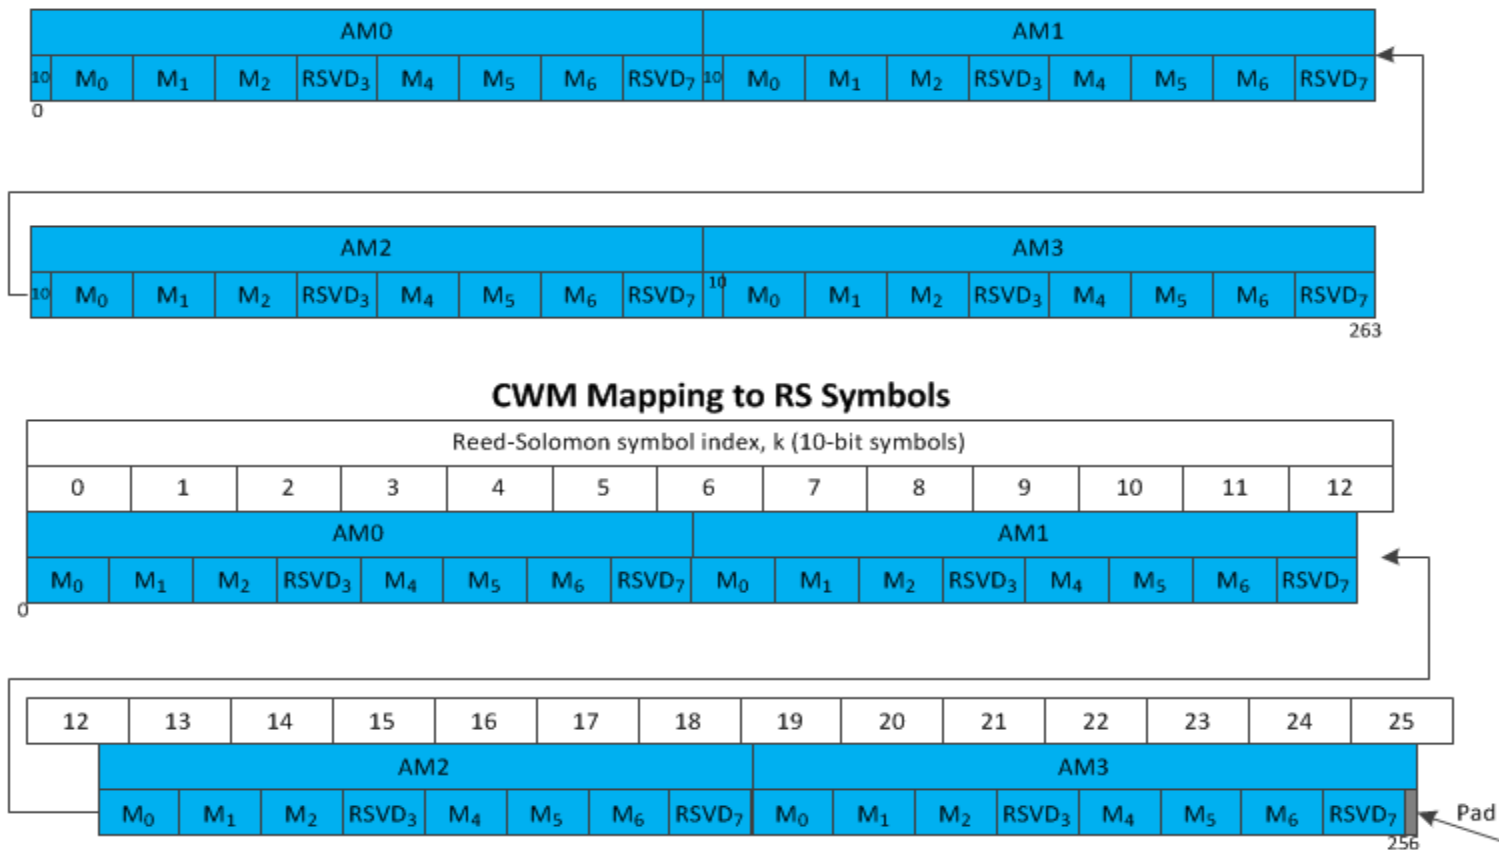 AM0 AM1
10 M₀ M₁ M₂ RSVD₃ M₄ M₅ M₆ RSVD₇ 10 M₀ M₁ M₂ RSVD₃ M₄ M₅ M₆ RSVD₇
0
AM2 AM3
10 M₀ M₁ M₂ RSVD₃ M₄ M₅ M₆ RSVD₇ 10 M₀ M₁ M₂ RSVD₃ M₄ M₅ M₆ RSVD₇
263
CWM Mapping to RS Symbols
Reed-Solomon symbol index, k (10-bit symbols)
0 1 2 3 4 5 6 7 8 9 10 11 12
AM0 AM1
M₀ M₁ M₂ RSVD₃ M₄ M₅ M₆ RSVD₇ M₀ M₁ M₂ RSVD₃ M₄ M₅ M₆ RSVD₇
0
12 13 14 15 16 17 18 19 20 21 22 23 24 25
AM2 AM3
M₀ M₁ M₂ RSVD₃ M₄ M₅ M₆ RSVD₇ M₀ M₁ M₂ RSVD₃ M₄ M₅ M₆ RSVD₇ Pad
256